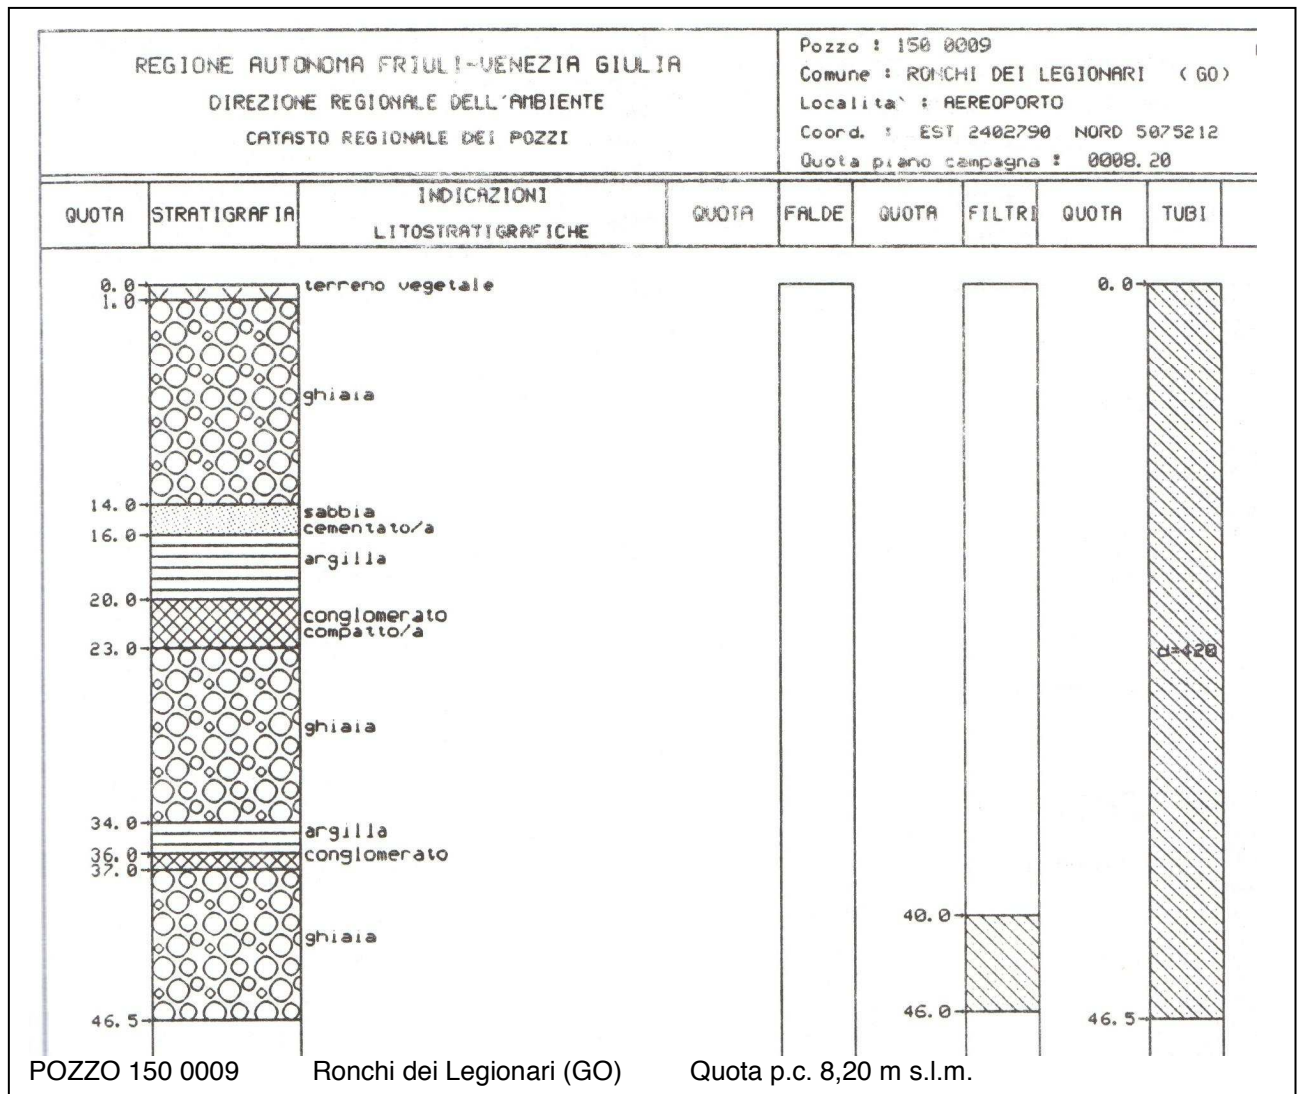 REGIONE AUTONOMA FRIULI-VENEZIA GIULIA
DIREZIONE REGIONALE DELL'AMBIENTE
CATASTO REGIONALE DEI POZZI
Pozzo : 150 0009
Comune : RONCHI DEI LEGIONARI (GO)
Localita` : AEREOPORTO
Coord. : EST 2402790 NORD 5075212
Quota piano campagna : 0008.20
QUOTA STRATIGRAFIA INDICAZIONI LITOSTRATIGRAFICHE QUOTA FALDE QUOTA FILTRI QUOTA TUBI
0.0 terreno vegetale 0.0
1.0
ghiaia
14.0
sabbia
cementato/a
16.0
argilla
20.0
conglomerato
compatto/a
23.0 d=420
ghiaia
34.0
argilla
36.0 conglomerato
37.0
40.0
ghiaia
46.0
46.5 46.5
POZZO 150 0009 Ronchi dei Legionari (GO) Quota p.c. 8,20 m s.l.m.